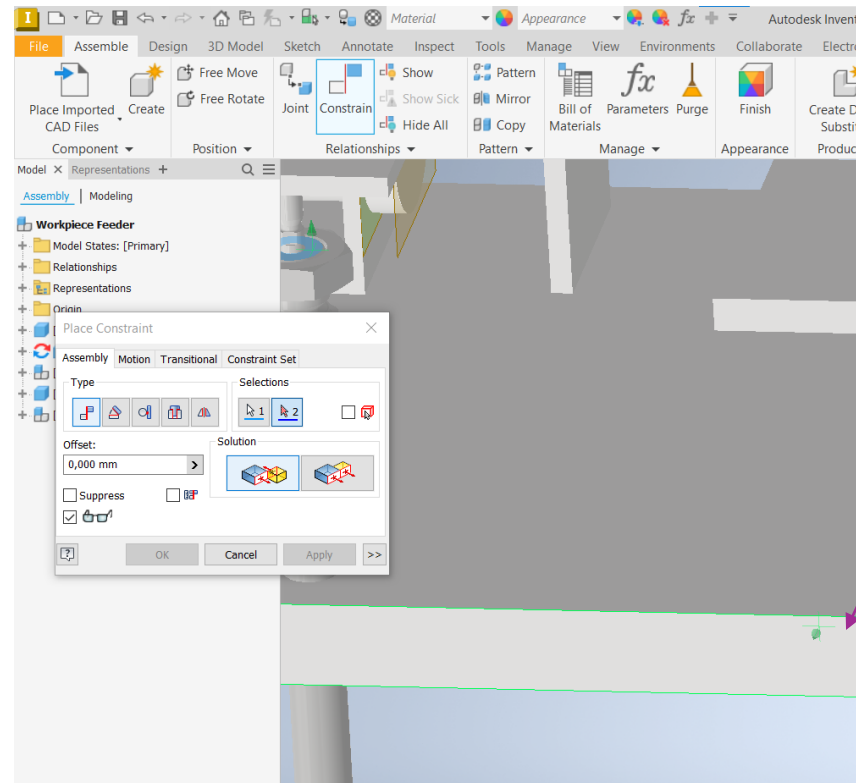 Material
Appearance
fx
Autodesk Invent
File Assemble Design 3D Model Sketch Annotate Inspect Tools Manage View Environments Collaborate Electr
Place Imported CAD Files
Create
Free Move
Free Rotate
Joint
Constrain
Show
Show Sick
Hide All
Pattern
Mirror
Copy
Bill of Materials
fx
Parameters
Purge
Finish
Create D
Substit
Component
Position
Relationships
Pattern
Manage
Appearance
Produc
Model Representations +
Assembly Modeling
Workpiece Feeder
Model States: [Primary]
Relationships
Representations
Origin
Place Constraint
Assembly Motion Transitional Constraint Set
Type
Selections
1 2
Offset:
Solution
0,000 mm
Suppress
OK Cancel Apply >>